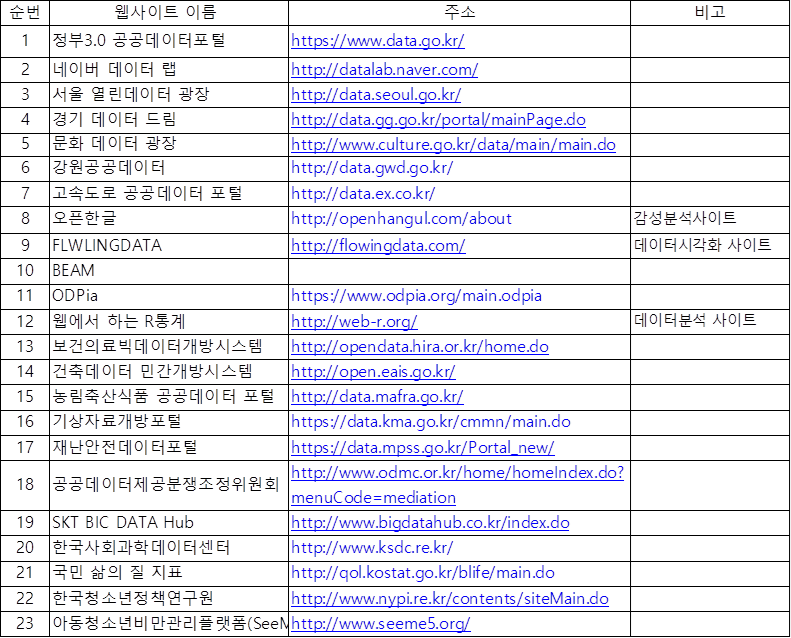 순번 웹사이트 이름 주소 비고
1 정부3.0 공공데이터포털 https://www.data.go.kr/
2 네이버 데이터 랩 http://datalab.naver.com/
3 서울 열린데이터 광장 http://data.seoul.go.kr/
4 경기 데이터 드림 http://data.gg.go.kr/portal/mainPage.do
5 문화 데이터 광장 http://www.culture.go.kr/data/main/main.do
6 강원공공데이터 http://data.gwd.go.kr/
7 고속도로 공공데이터 포털 http://data.ex.co.kr/
8 오픈한글 http://openhangul.com/about 감성분석사이트
9 FLWLINGDATA http://flowingdata.com/ 데이터시각화 사이트
10 BEAM
11 ODPia https://www.odpia.org/main.odpia
12 웹에서 하는 R통계 http://web-r.org/ 데이터분석 사이트
13 보건의료빅데이터개방시스템 http://opendata.hira.or.kr/home.do
14 건축데이터 민간개방시스템 http://open.eais.go.kr/
15 농림축산식품 공공데이터 포털 http://data.mafra.go.kr/
16 기상자료개방포털 https://data.kma.go.kr/cmmn/main.do
17 재난안전데이터포털 https://data.mpss.go.kr/Portal_new/
18 공공데이터제공분쟁조정위원회 http://www.odmc.or.kr/home/homeIndex.do?
menuCode=mediation
19 SKT BIC DATA Hub http://www.bigdatahub.co.kr/index.do
20 한국사회과학데이터센터 http://www.ksdc.re.kr/
21 국민 삶의 질 지표 http://qol.kostat.go.kr/blife/main.do
22 한국청소년정책연구원 http://www.nypi.re.kr/contents/siteMain.do
23 아동청소년비만관리플랫폼(SeeM http://www.seeme5.org/